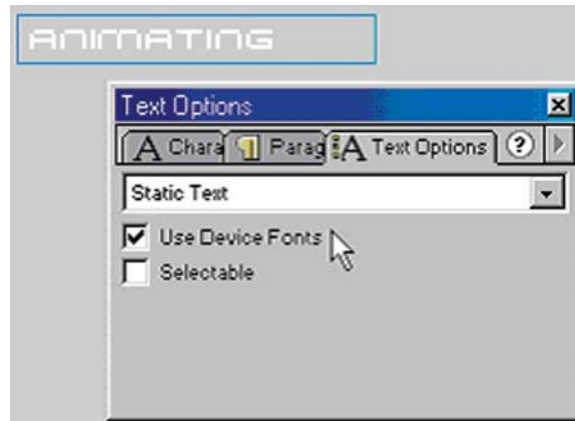 ANIMATING
Text Options
A Chara Parag A Text Options ?
Static Text
Use Device Fonts
Selectable